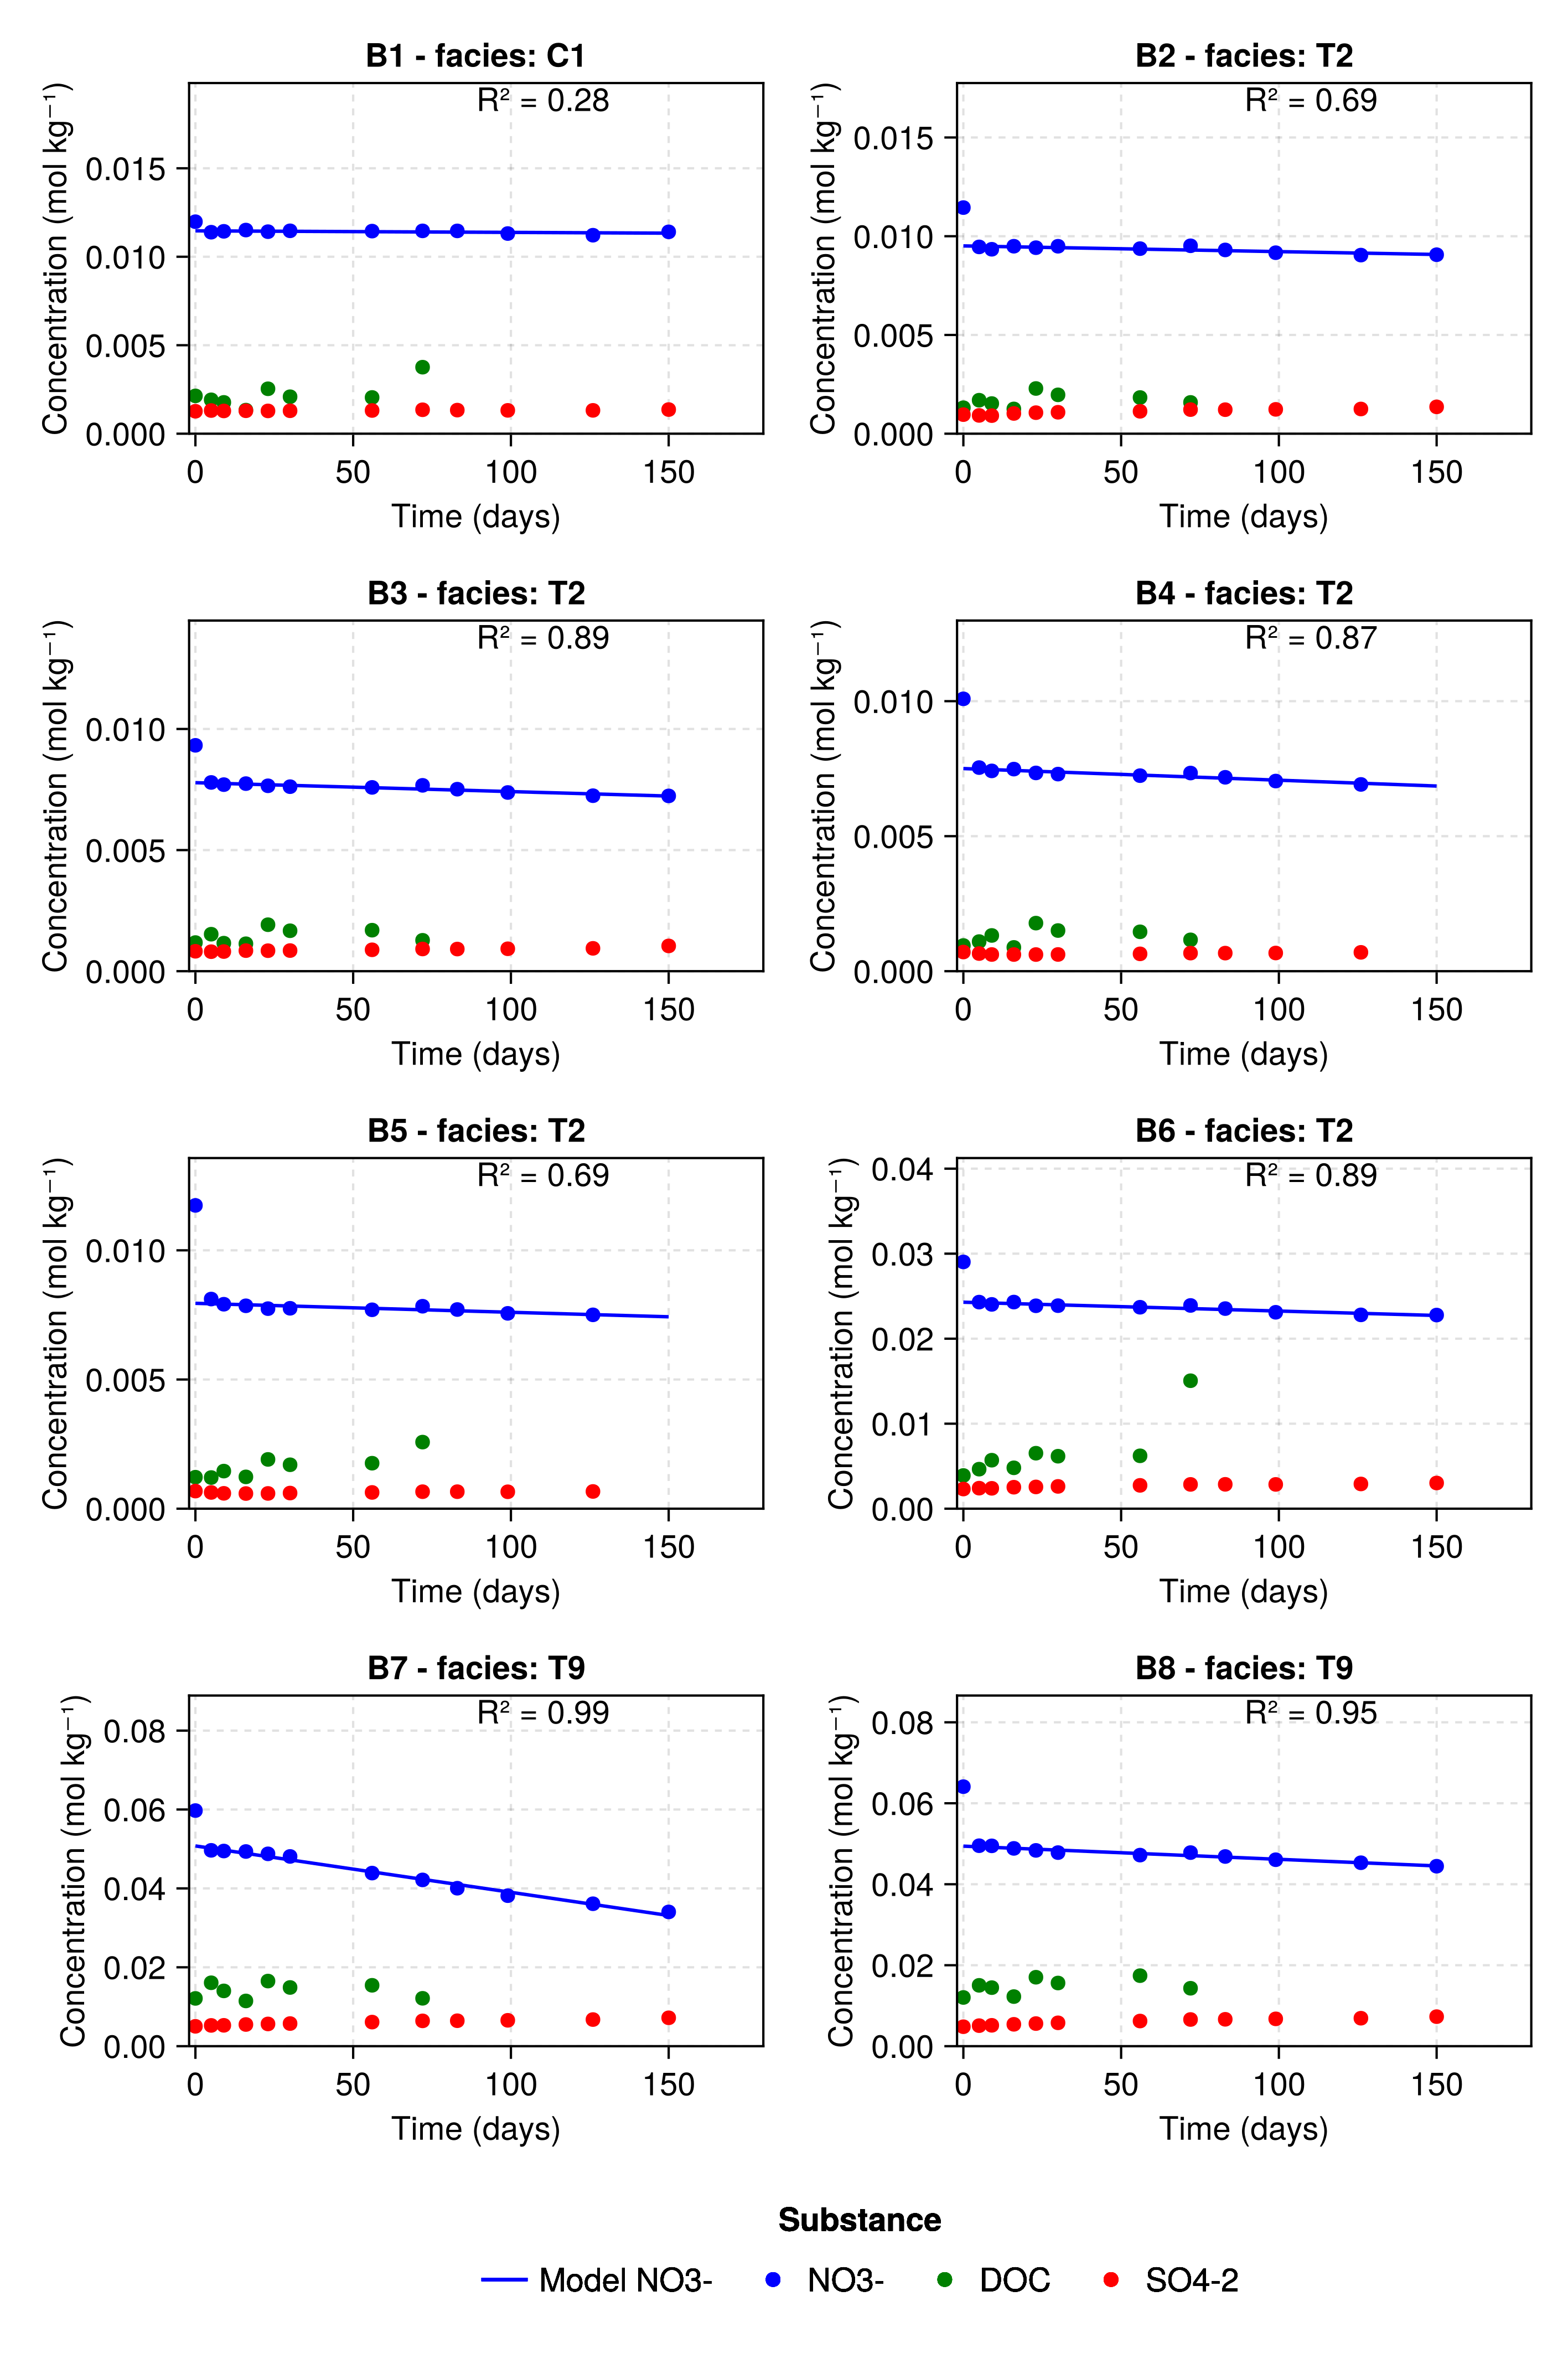 B1 - facies: C1
R² = 0.28
Concentration (mol kg⁻¹)
0.015
0.010
0.005
0.000
0 50 100 150
Time (days)
B2 - facies: T2
R² = 0.69
Concentration (mol kg⁻¹)
0.015
0.010
0.005
0.000
0 50 100 150
Time (days)
B3 - facies: T2
R² = 0.89
Concentration (mol kg⁻¹)
0.010
0.005
0.000
0 50 100 150
Time (days)
B4 - facies: T2
R² = 0.87
Concentration (mol kg⁻¹)
0.010
0.005
0.000
0 50 100 150
Time (days)
B5 - facies: T2
R² = 0.69
Concentration (mol kg⁻¹)
0.010
0.005
0.000
0 50 100 150
Time (days)
B6 - facies: T2
R² = 0.89
Concentration (mol kg⁻¹)
0.04
0.03
0.02
0.01
0.00
0 50 100 150
Time (days)
B7 - facies: T9
R² = 0.99
Concentration (mol kg⁻¹)
0.08
0.06
0.04
0.02
0.00
0 50 100 150
Time (days)
B8 - facies: T9
R² = 0.95
Concentration (mol kg⁻¹)
0.08
0.06
0.04
0.02
0.00
0 50 100 150
Time (days)
Substance
Model NO3- NO3- DOC SO4-2